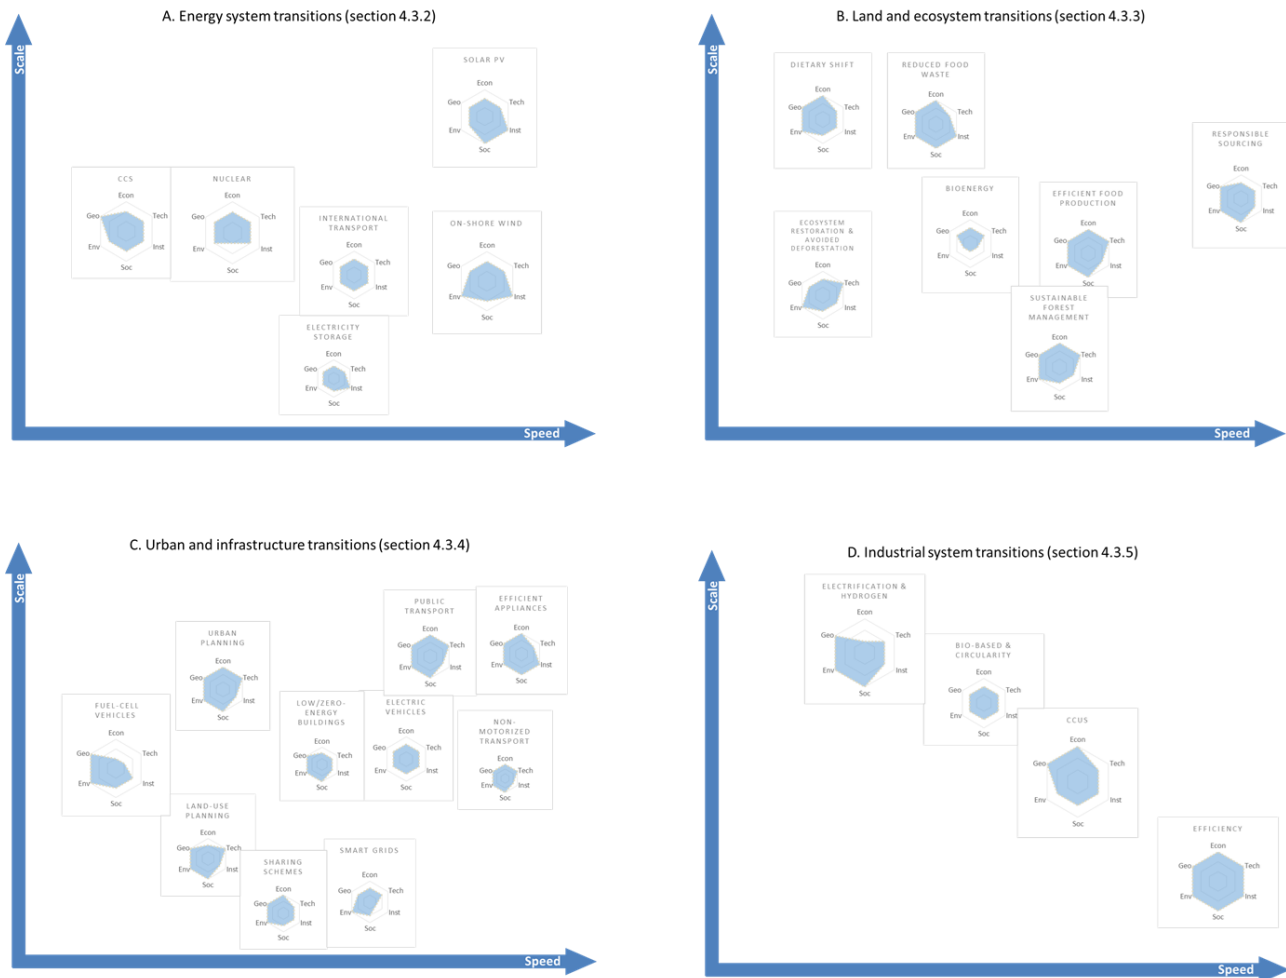 A. Energy system transitions (section 4.3.2)
Scale
SOLAR PV
Econ
Geo
Tech
Env
Inst
Soc
CCS
Econ
Geo
Tech
Env
Inst
Soc
NUCLEAR
Econ
Geo
Tech
Env
Inst
Soc
INTERNATIONAL
TRANSPORT
Econ
Geo
Tech
Env
Inst
Soc
ON-SHORE WIND
Econ
Geo
Tech
Env
Inst
Soc
ELECTRICITY
STORAGE
Econ
Geo
Tech
Env
Inst
Soc
Speed
B. Land and ecosystem transitions (section 4.3.3)
Scale
DIETARY SHIFT
Econ
Geo
Tech
Env
Inst
Soc
REDUCED FOOD
WASTE
Econ
Geo
Tech
Env
Inst
Soc
RESPONSIBLE
SOURCING
Econ
Geo
Tech
Env
Inst
Soc
BIOENERGY
Econ
Geo
Tech
Env
Inst
Soc
EFFICIENT FOOD
PRODUCTION
Econ
Geo
Tech
Env
Inst
Soc
ECOSYSTEM
RESTORATION &
AVOIDED
DEFORESTATION
Econ
Geo
Tech
Env
Inst
Soc
SUSTAINABLE
FOREST
MANAGEMENT
Econ
Geo
Tech
Env
Inst
Soc
Speed
C. Urban and infrastructure transitions (section 4.3.4)
Scale
PUBLIC
TRANSPORT
Econ
Geo
Tech
Env
Inst
Soc
EFFICIENT
APPLIANCES
Econ
Geo
Tech
Env
Inst
Soc
URBAN
PLANNING
Econ
Geo
Tech
Env
Inst
Soc
FUEL-CELL
VEHICLES
Econ
Geo
Tech
Env
Inst
Soc
LOW/ZERO-
ENERGY
BUILDINGS
Econ
Geo
Tech
Env
Inst
Soc
ELECTRIC
VEHICLES
Econ
Geo
Tech
Env
Inst
Soc
NON-
MOTORIZED
TRANSPORT
Econ
Geo
Tech
Env
Inst
Soc
LAND-USE
PLANNING
Econ
Geo
Tech
Env
Inst
Soc
SHARING
SCHEMES
Econ
Geo
Tech
Env
Inst
Soc
SMART GRIDS
Econ
Geo
Tech
Env
Inst
Soc
Speed
D. Industrial system transitions (section 4.3.5)
Scale
ELECTRIFICATION &
HYDROGEN
Econ
Geo
Tech
Env
Inst
Soc
BIO-BASED &
CIRCULARITY
Econ
Geo
Tech
Env
Inst
Soc
CCUS
Econ
Geo
Tech
Env
Inst
Soc
EFFICIENCY
Econ
Geo
Tech
Env
Inst
Soc
Speed